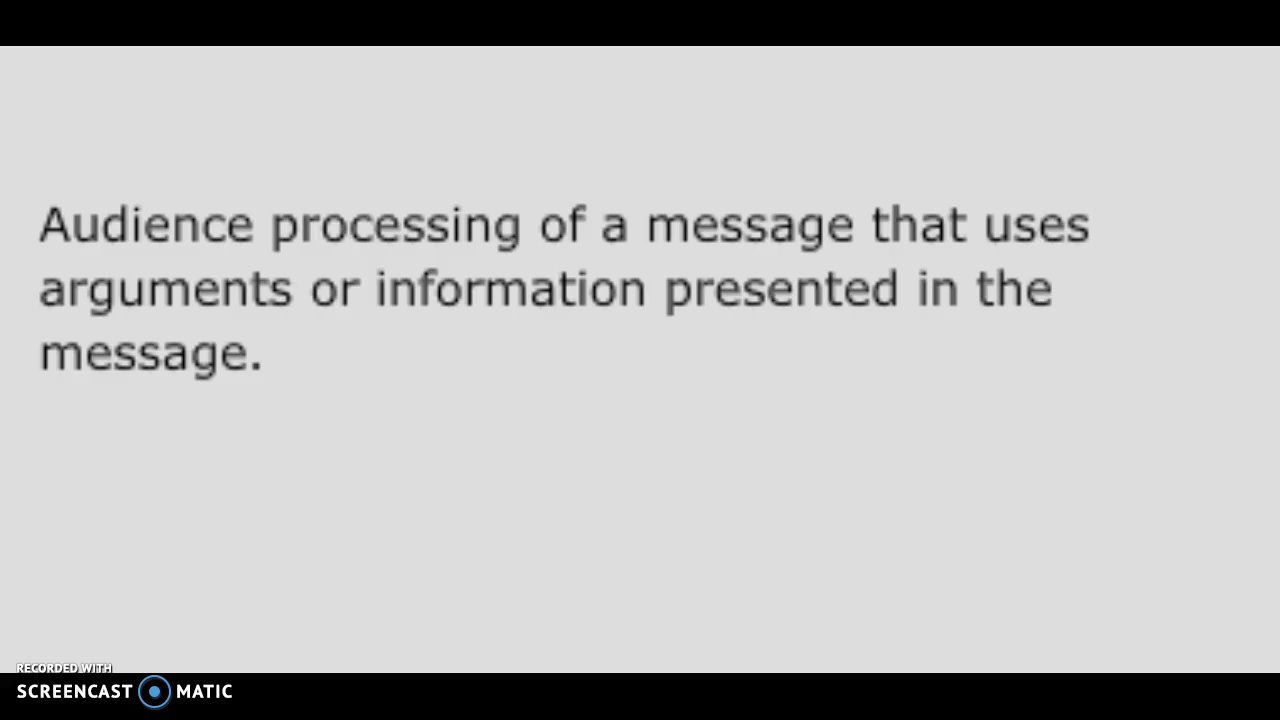 Audience processing of a message that uses
arguments or information presented in the
message.
RECORDED WITH
SCREENCAST MATIC